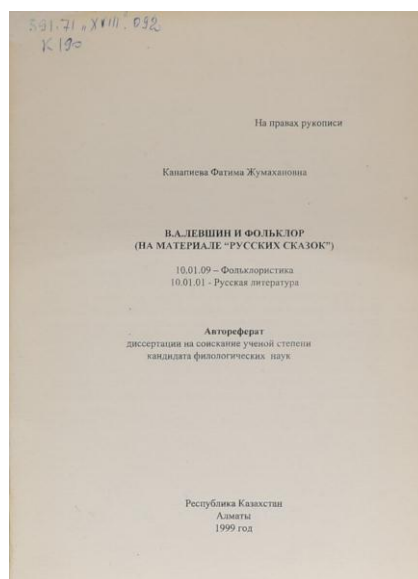 891.71 „XVIII".092
К 190
На правах рукописи
Канапиева Фатима Жумахановна
В.А.ЛЕВШИН И ФОЛЬКЛОР
(НА МАТЕРИАЛЕ “РУССКИХ СКАЗОК”)
10.01.09 – Фольклористика
10.01.01 - Русская литература
Автореферат
диссертации на соискание ученой степени
кандидата филологических наук
Республика Казахстан
Алматы
1999 год